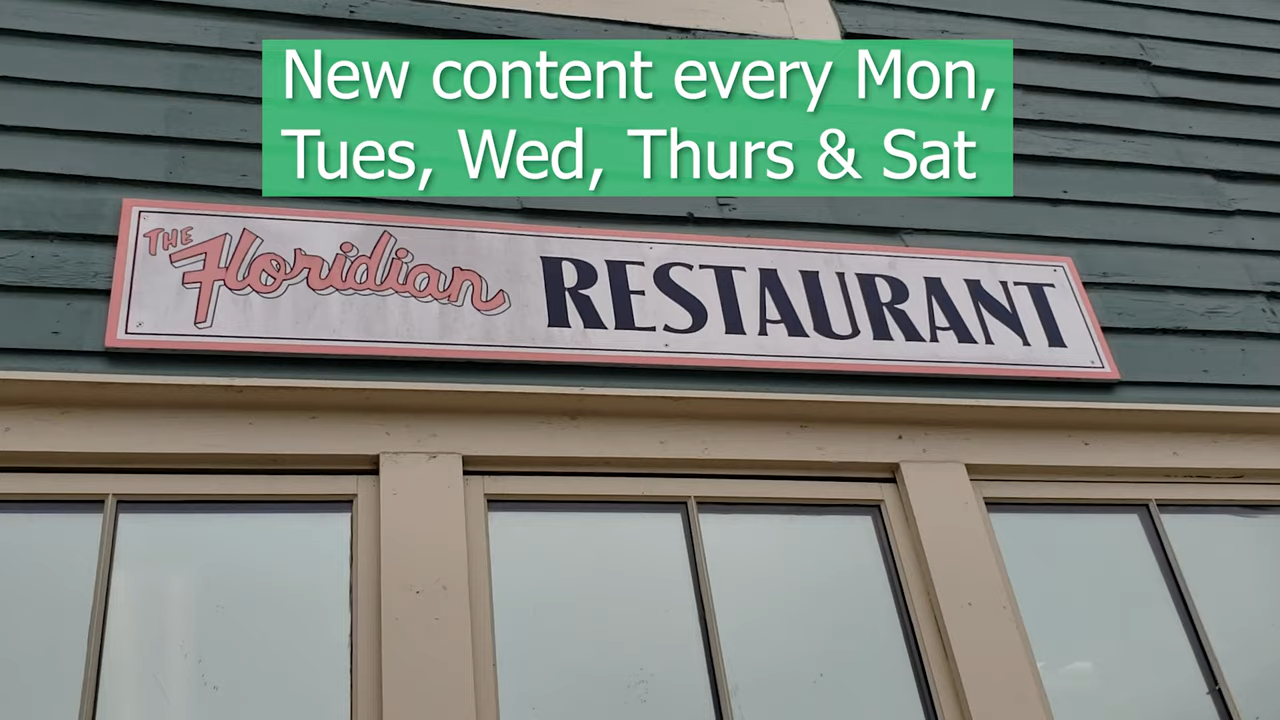 New content every Mon,
Tues, Wed, Thurs & Sat
THE Floridian RESTAURANT